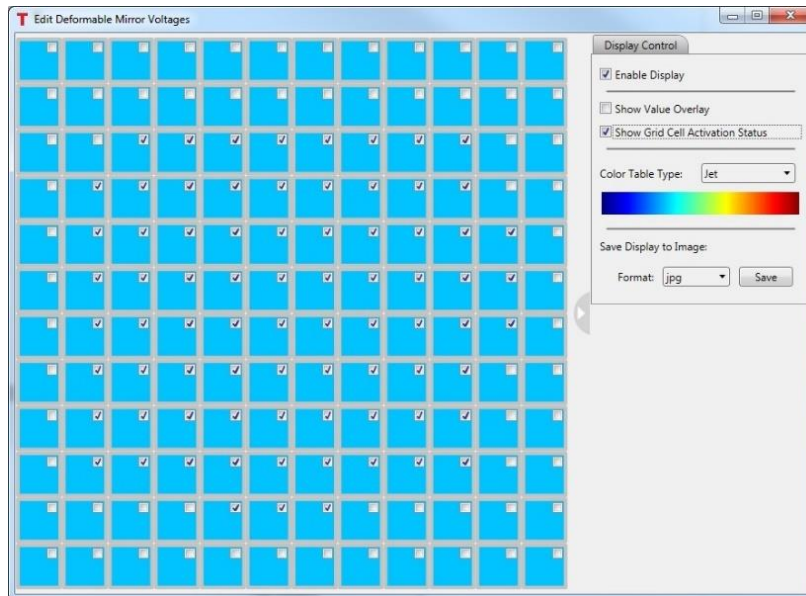 T Edit Deformable Mirror Voltages
Display Control
Enable Display
Show Value Overlay
Show Grid Cell Activation Status
Color Table Type: Jet
Save Display to Image:
Format: jpg Save